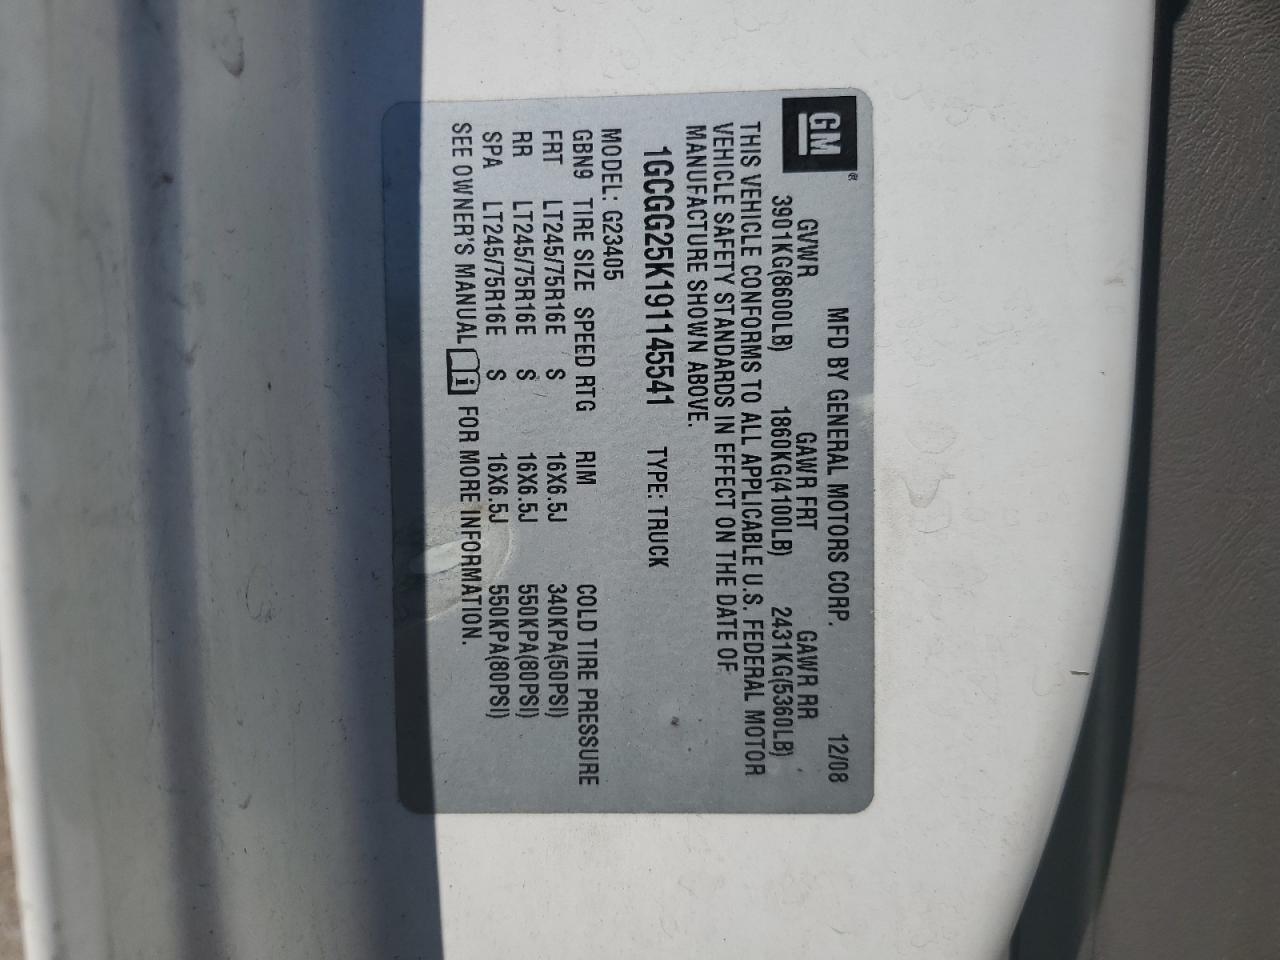 GM®
MFD BY GENERAL MOTORS CORP. 12/08
GVWR GAWR FRT GAWR RR
3901KG(8600LB) 1860KG(4100LB) 2431KG(5360LB)
THIS VEHICLE CONFORMS TO ALL APPLICABLE U.S. FEDERAL MOTOR
VEHICLE SAFETY STANDARDS IN EFFECT ON THE DATE OF
MANUFACTURE SHOWN ABOVE.
1GCGG25K191145541 TYPE: TRUCK
MODEL: G23405
GBN9 TIRE SIZE SPEED RTG RIM COLD TIRE PRESSURE
FRT LT245/75R16E S 16X6.5J 340KPA(50PSI)
RR LT245/75R16E S 16X6.5J 550KPA(80PSI)
SPA LT245/75R16E S 16X6.5J 550KPA(80PSI)
SEE OWNER'S MANUAL i FOR MORE INFORMATION.